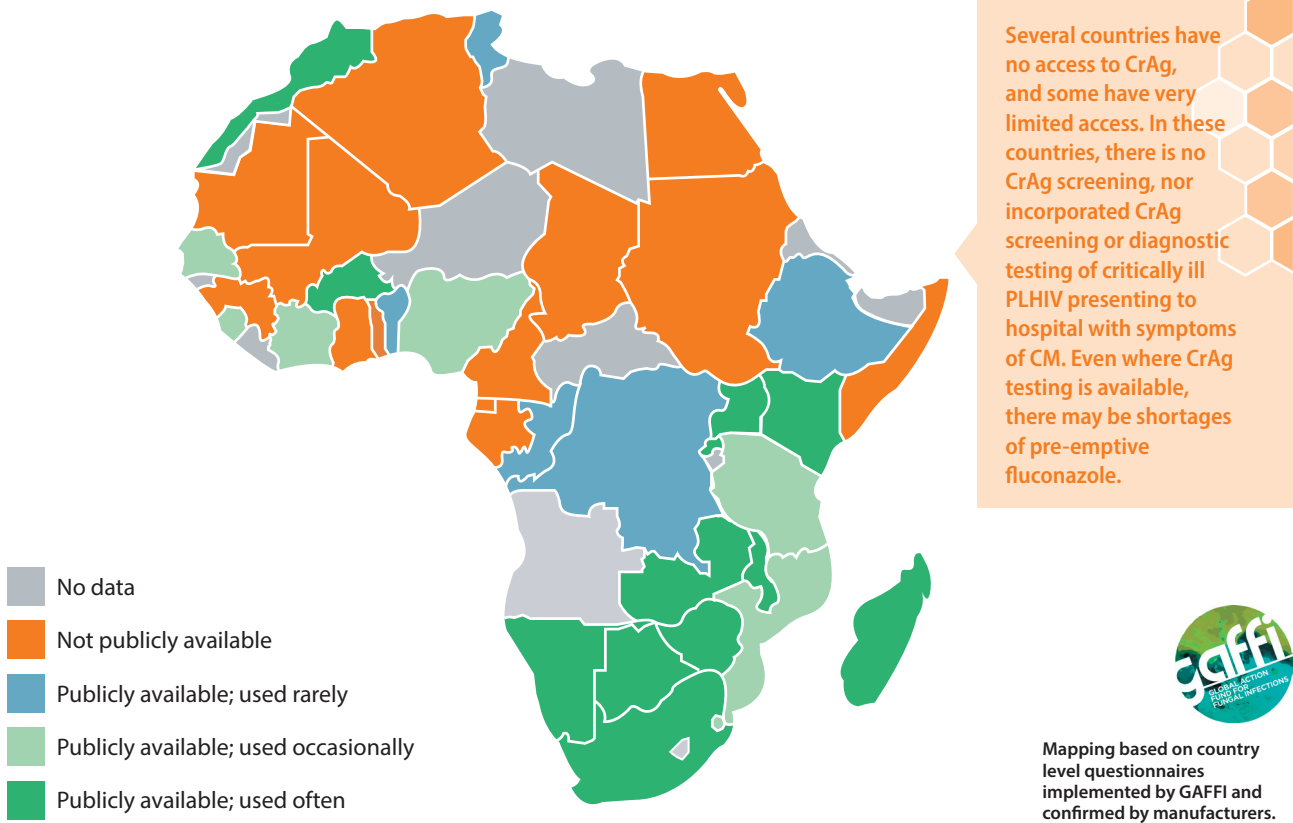 Several countries have
no access to CrAg,
and some have very
limited access. In these
countries, there is no
CrAg screening, nor
incorporated CrAg
screening or diagnostic
testing of critically ill
PLHIV presenting to
hospital with symptoms
of CM. Even where CrAg
testing is available,
there may be shortages
of pre-emptive
fluconazole.
No data
Not publicly available
Publicly available; used rarely
Publicly available; used occasionally
Publicly available; used often
gaffi
GLOBAL ACTION
FUND FOR
FUNGAL INFECTIONS
Mapping based on country
level questionnaires
implemented by GAFFI and
confirmed by manufacturers.